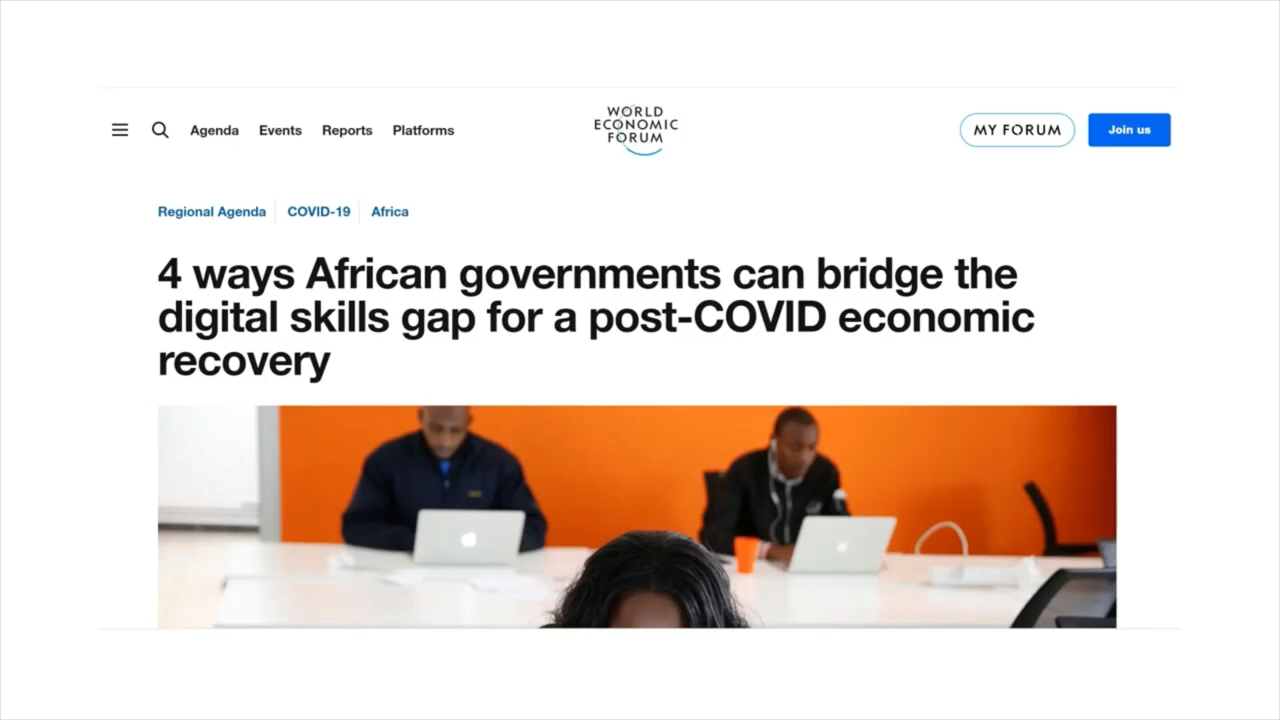 Agenda Events Reports Platforms
WORLD
ECONOMIC
FORUM
MY FORUM
Join us
Regional Agenda
COVID-19
Africa
4 ways African governments can bridge the
digital skills gap for a post-COVID economic
recovery